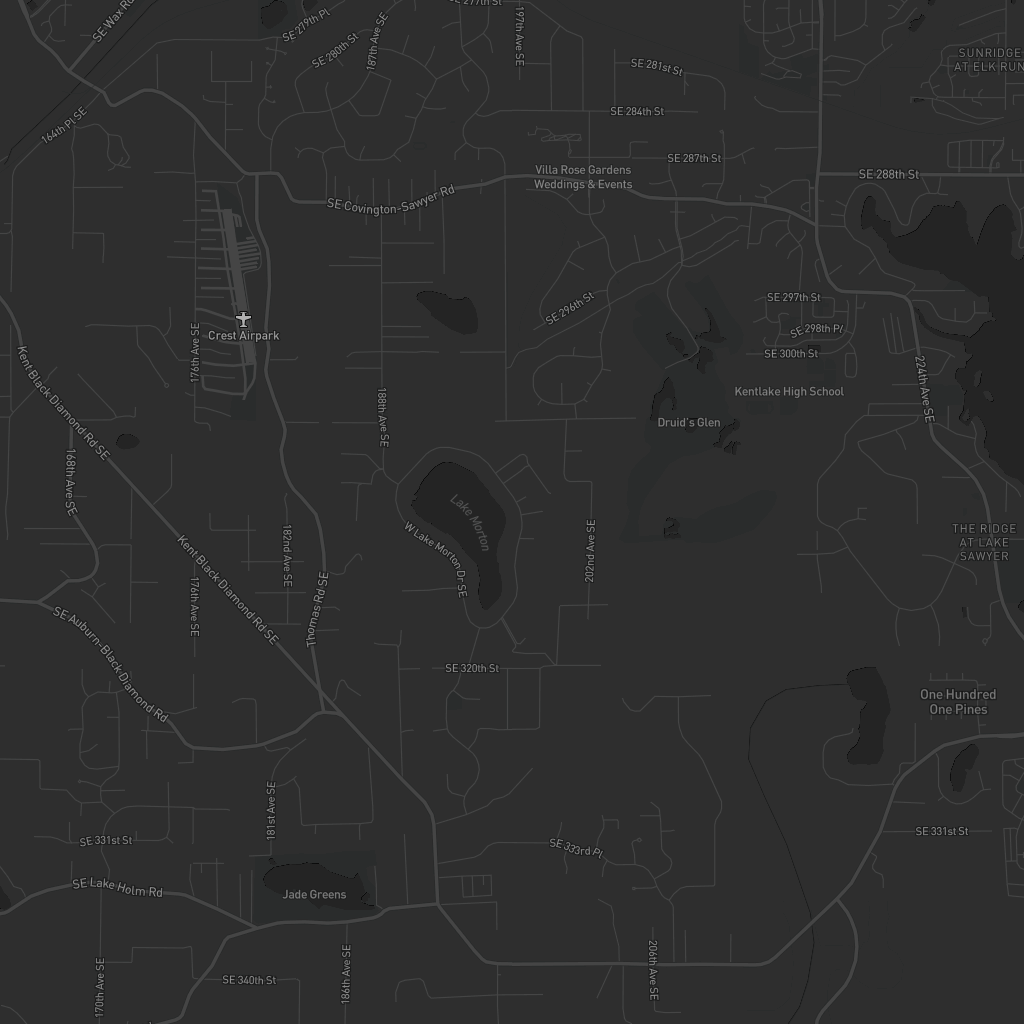 SE 277th St
SE Wax Ro
SE 279th Pl
SE 280th St
187th Ave SE
197th Ave SE
SUNRIDGE
AT ELK RUN
SE 281st St
164th Pl SE
SE 284th St
SE 287th St
Villa Rose Gardens
Weddings & Events
SE 288th St
SE Covington-Sawyer Rd
SE 296th St
SE 297th St
Crest Airpark
176th Ave SE
SE 298th Pl
SE 300th St
Kent Black Diamond Rd SE
188th Ave SE
Kentlake High School
224th Ave SE
Druid's Glen
168th Ave SE
Lake Morton
W Lake Morton Dr SE
182nd Ave SE
202nd Ave SE
THE RIDGE
AT LAKE
SAWYER
Kent Black Diamond Rd SE
176th Ave SE
Thomas Rd SE
SE Auburn-Black Diamond Rd
SE 320th St
One Hundred
One Pines
181st Ave SE
SE 331st St
SE 331st St
SE 333rd Pl
SE Lake Holm Rd
Jade Greens
170th Ave SE
186th Ave SE
206th Ave SE
SE 340th St